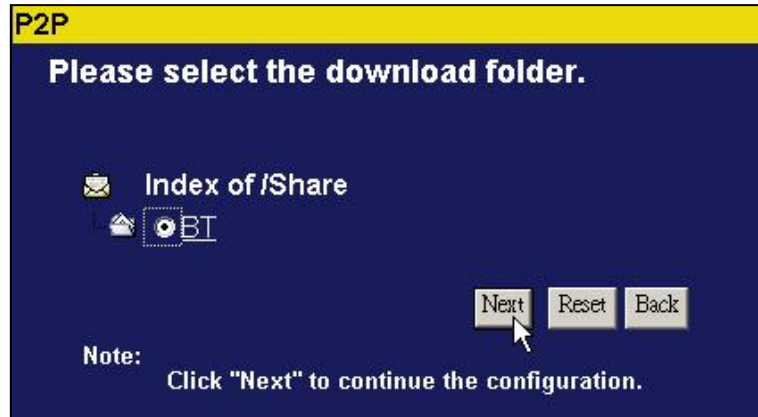 P2P
Please select the download folder.
Index of /Share
BT
Next Reset Back
Note:
Click "Next" to continue the configuration.